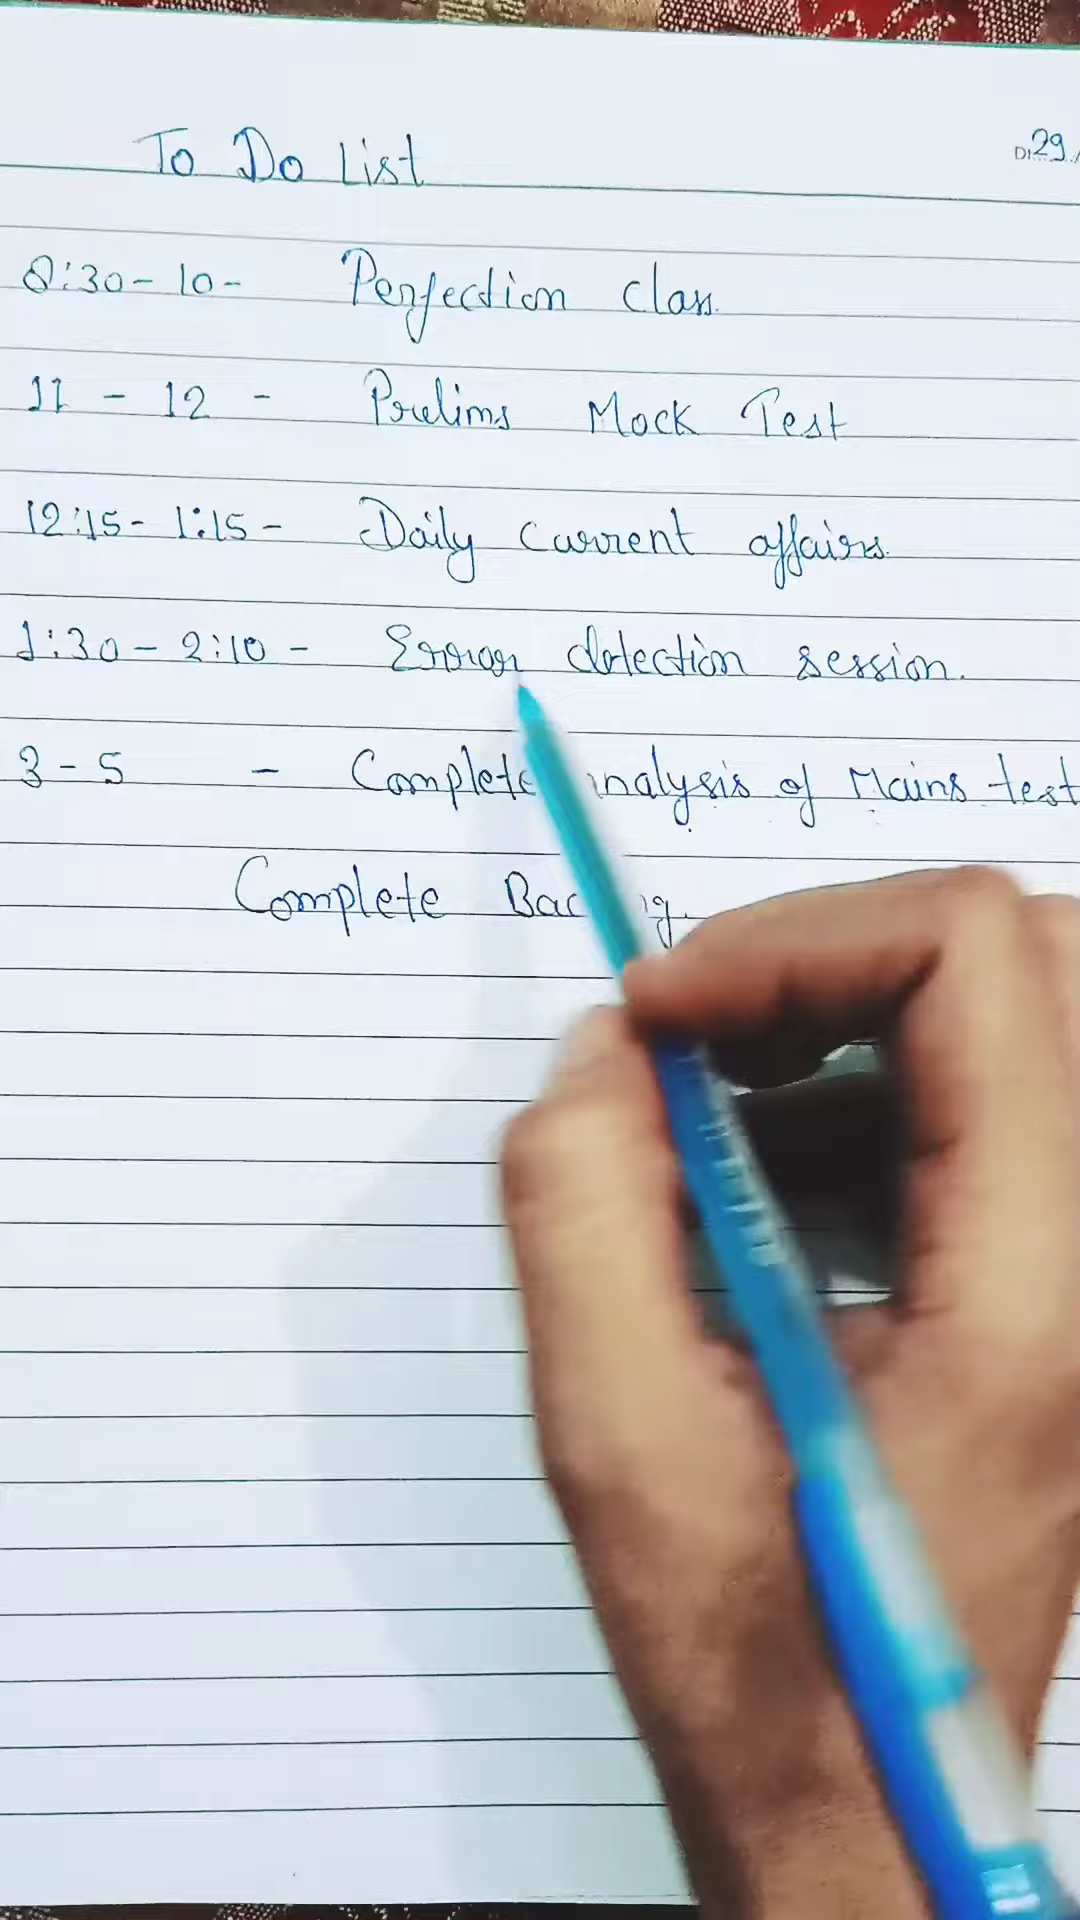 To Do List
D. 29
8:30 - 10 - Perfection class.
11 - 12 - Prelims Mock Test
12:15 - 1:15 - Daily current affairs.
1:30 - 2:10 - Error detection session.
3 - 5 - Complete analysis of Mains test
Complete